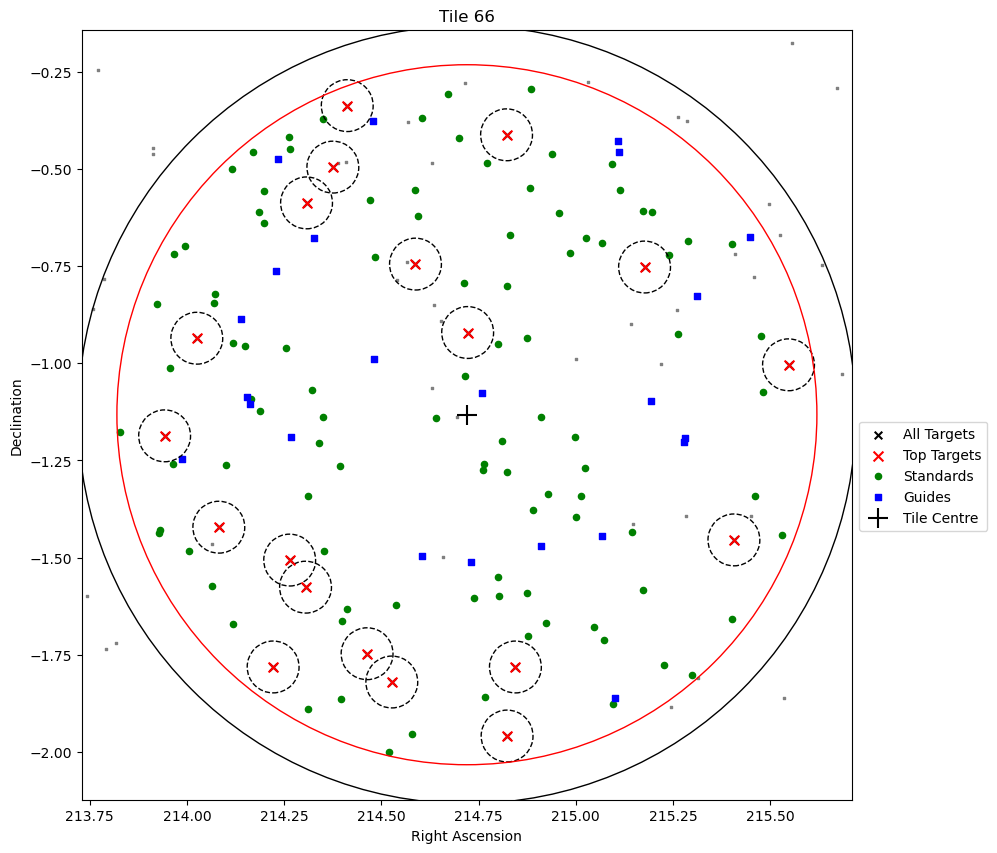 Tile 66
−0.25
−0.50
−0.75
−1.00
−1.25
−1.50
−1.75
−2.00
Declination
213.75 214.00 214.25 214.50 214.75 215.00 215.25 215.50
Right Ascension
All Targets
Top Targets
Standards
Guides
Tile Centre